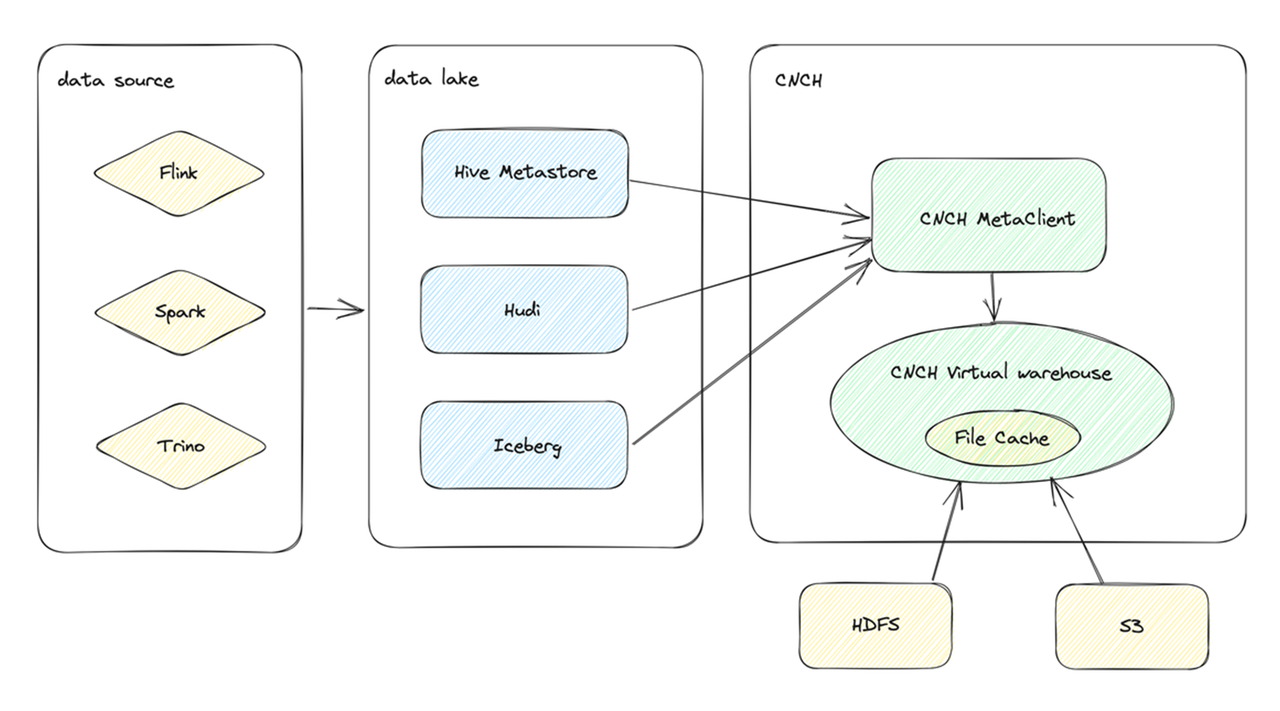 data source
Flink
Spark
Trino
data lake
Hive Metastore
Hudi
Iceberg
CNCH
CNCH MetaClient
CNCH Virtual warehouse
File Cache
HDFS
S3